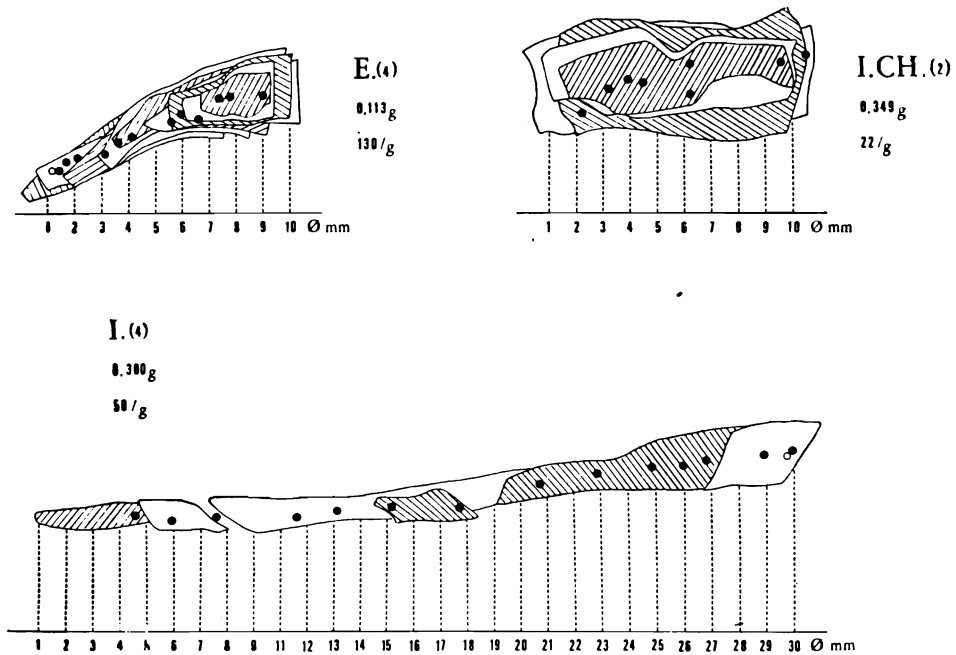 E.(4)
0,113g
130/g
1 2 3 4 5 6 7 8 9 10 Ø mm
I.CH.(2)
0,349g
22/g
1 2 3 4 5 6 7 8 9 10 Ø mm
I.(4)
0,300g
50/g
1 2 3 4 5 6 7 8 9 10 11 12 13 14 15 16 17 18 19 20 21 22 23 24 25 26 27 28 29 30 Ø mm